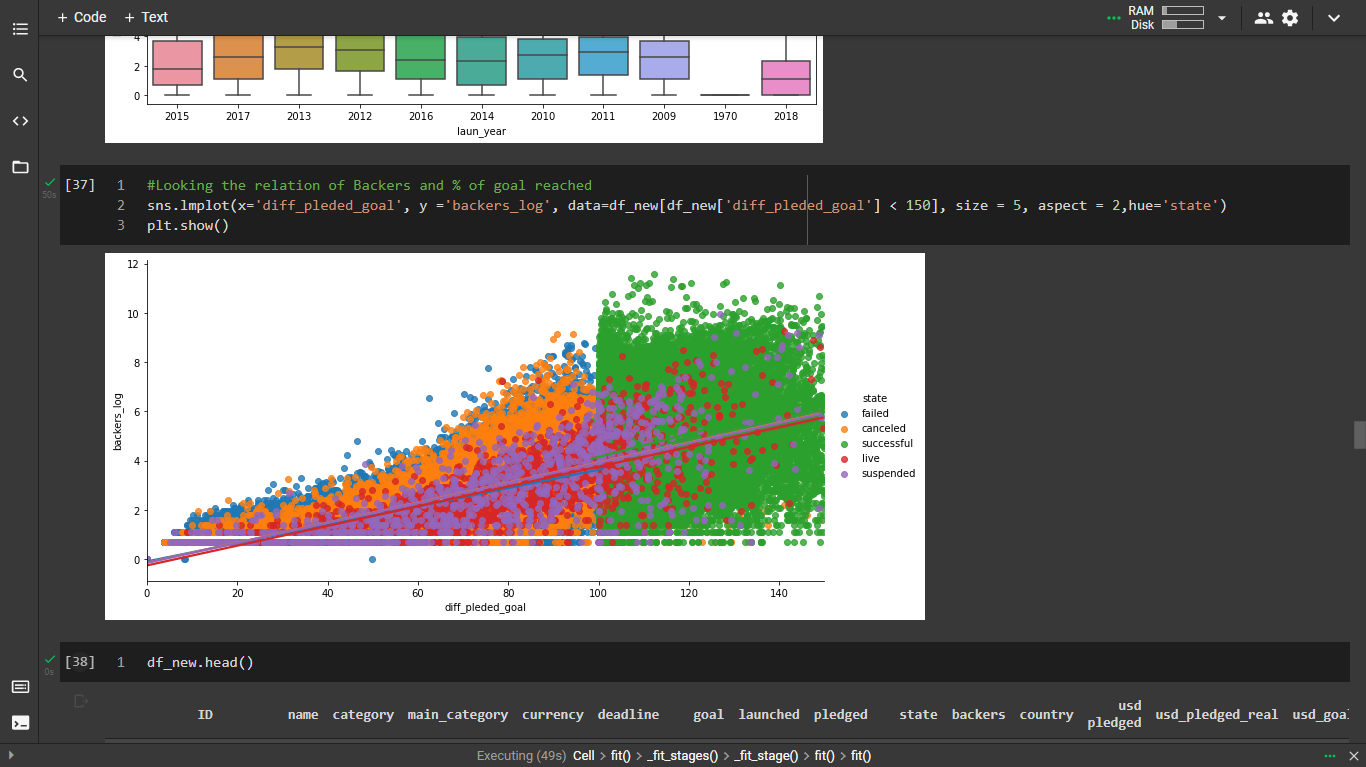 + Code + Text
RAM
Disk
4
2
0
2015 2017 2013 2012 2016 2014 2010 2011 2009 1970 2018
laun_year
50s
[37]
1 #Looking the relation of Backers and % of goal reached
2 sns.lmplot(x='diff_pleded_goal', y ='backers_log', data=df_new[df_new['diff_pleded_goal'] < 150], size = 5, aspect = 2,hue='state')
3 plt.show()
12
10
8
6
4
2
0
backers_log
0 20 40 60 80 100 120 140
diff_pleded_goal
state
failed
canceled
successful
live
suspended
0s
[38]
1 df_new.head()
ID name category main_category currency deadline goal launched pledged state backers country usd pledged usd_pledged_real usd_goal
Executing (49s) Cell > fit() > _fit_stages() > _fit_stage() > fit() > fit()